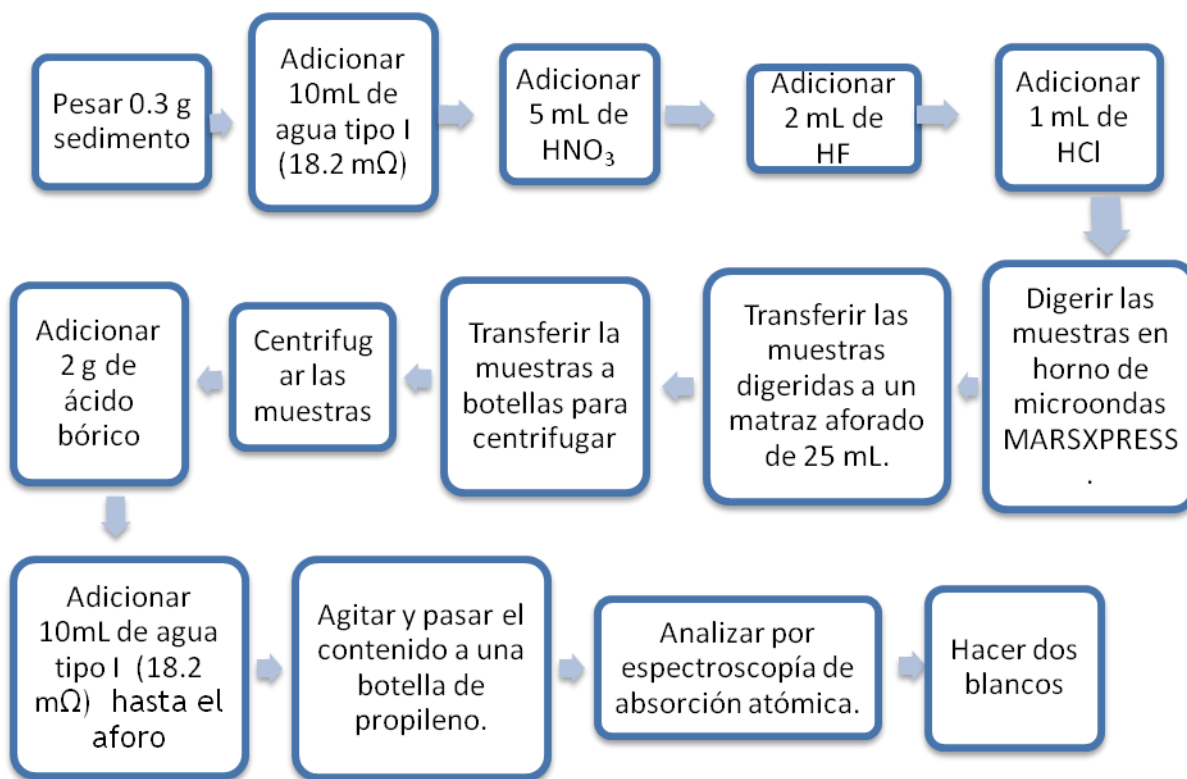 Pesar 0.3 g
sedimento
Adicionar
10mL de
agua tipo I
(18.2 mΩ)
Adicionar
5 mL de
HNO₃
Adicionar
2 mL de
HF
Adicionar
1 mL de
HCl
Digerir las
muestras en
horno de
microondas
MARSXPRESS
.
Transferir las
muestras
digeridas a un
matraz aforado
de 25 mL.
Transferir la
muestras a
botellas para
centrifugar
Centrifug
ar las
muestras
Adicionar
2 g de
ácido
bórico
Adicionar
10mL de agua
tipo I (18.2
mΩ) hasta el
aforo
Agitar y pasar el
contenido a una
botella de
propileno.
Analizar por
espectroscopía de
absorción atómica.
Hacer dos
blancos